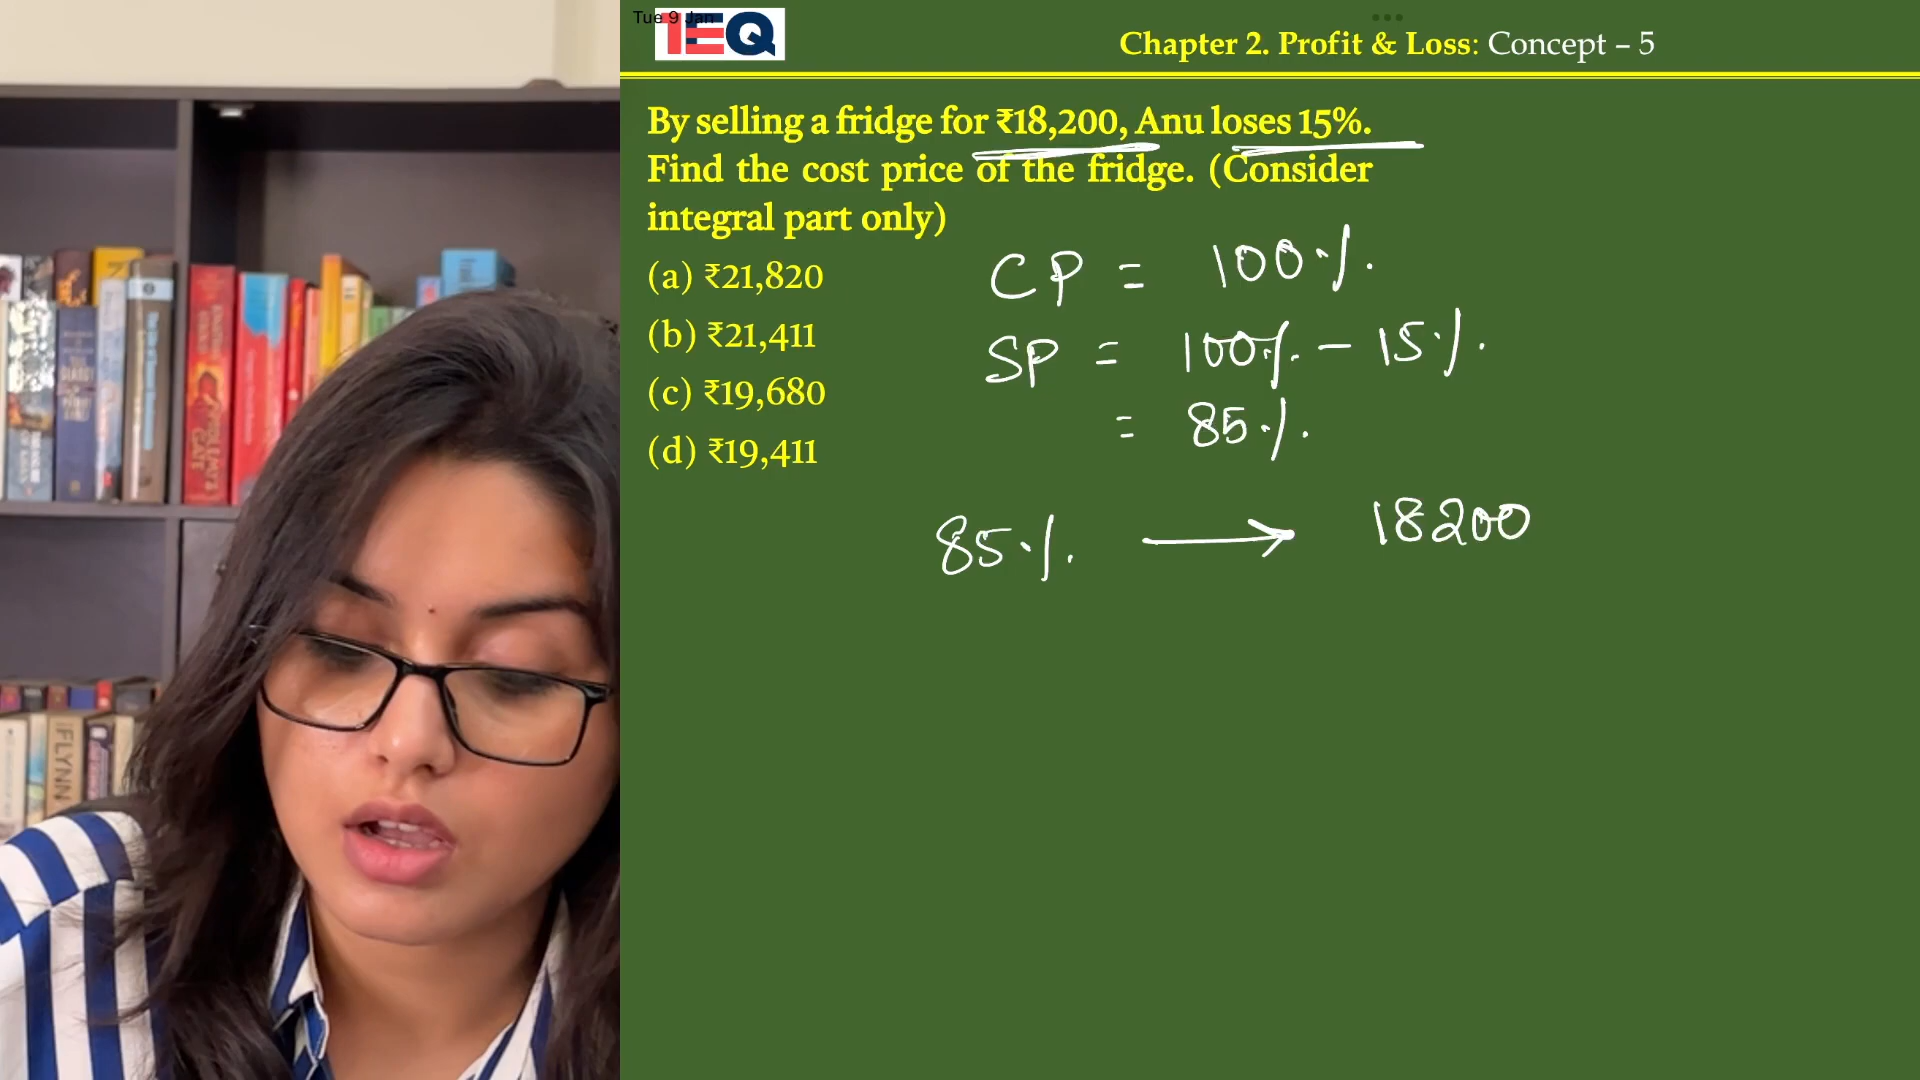 Tue 9 Jan
1EQ
Chapter 2. Profit & Loss: Concept – 5
By selling a fridge for ₹18,200, Anu loses 15%.
Find the cost price of the fridge. (Consider
integral part only)
(a) ₹21,820
(b) ₹21,411
(c) ₹19,680
(d) ₹19,411
CP = 100%.
SP = 100% - 15%.
= 85%.
85%. → 18200
FLYNN